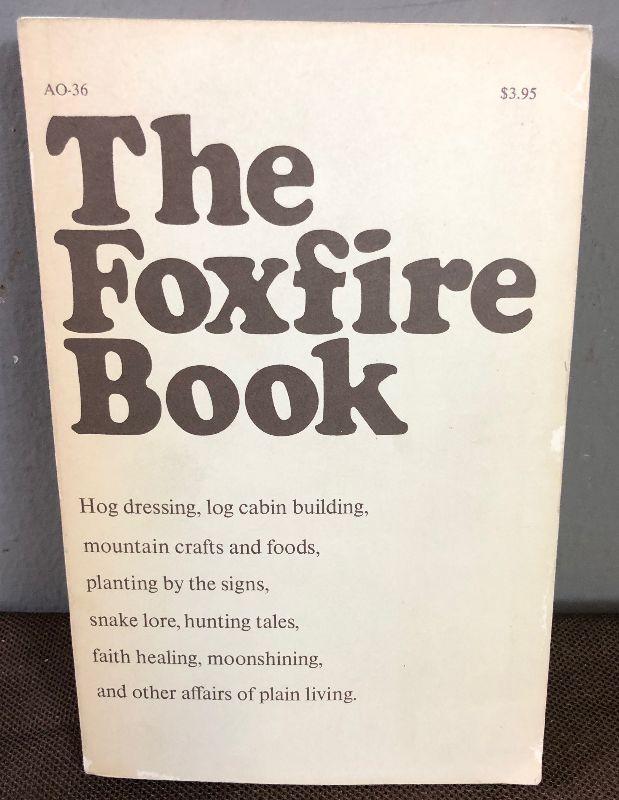 AO-36 $3.95
The
Foxfire
Book
Hog dressing, log cabin building,
mountain crafts and foods,
planting by the signs,
snake lore, hunting tales,
faith healing, moonshining,
and other affairs of plain living.